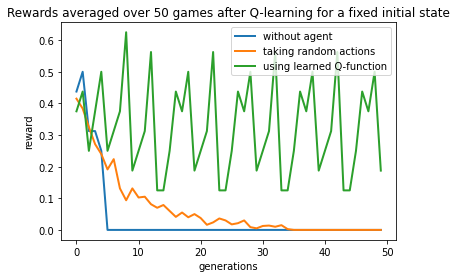 Rewards averaged over 50 games after Q-learning for a fixed initial state
without agent
taking random actions
using learned Q-function
reward
0.6
0.5
0.4
0.3
0.2
0.1
0.0
0 10 20 30 40 50
generations